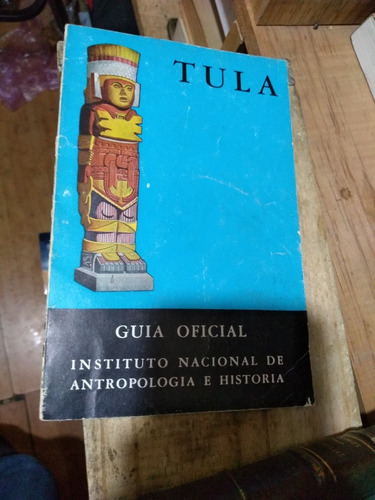 TULA
GUIA OFICIAL
INSTITUTO NACIONAL DE
ANTROPOLOGIA E HISTORIA